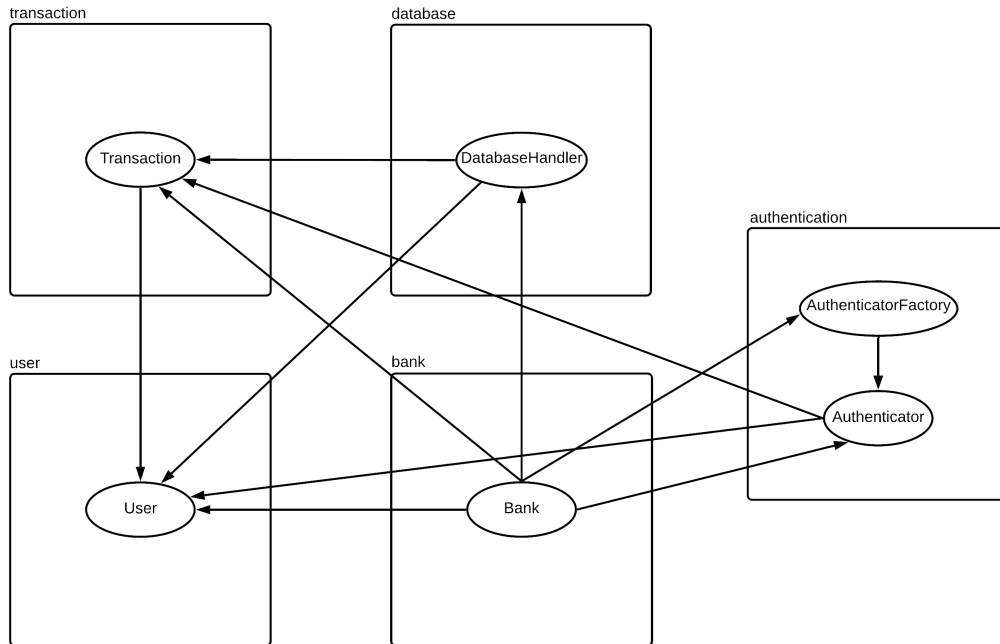 transaction
database
Transaction
DatabaseHandler
authentication
AuthenticatorFactory
user
bank
Authenticator
User
Bank